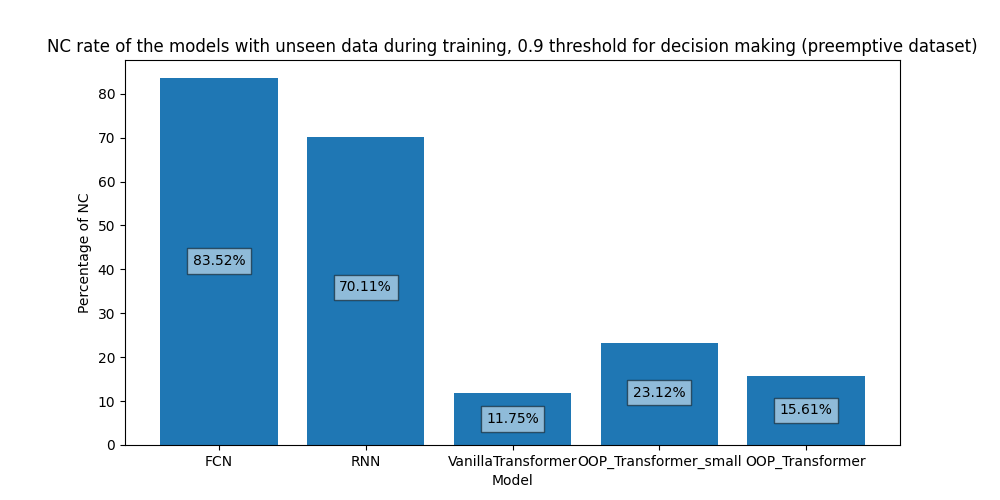 NC rate of the models with unseen data during training, 0.9 threshold for decision making (preemptive dataset)
Percentage of NC
80
70
60
50
40
30
20
10
0
83.52%
70.11%
11.75%
23.12%
15.61%
FCN
RNN
VanillaTransformer
OOP_Transformer_small
OOP_Transformer
Model